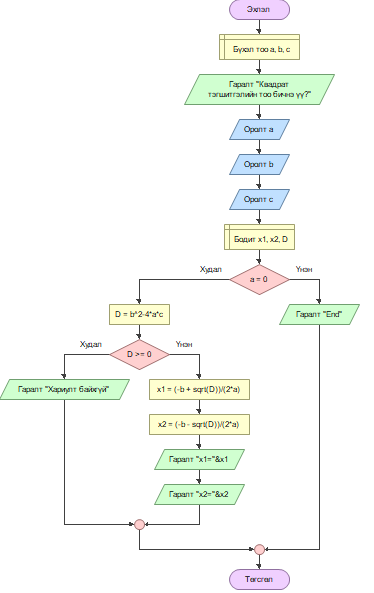 Эхлэл
Бүхэл тоо a, b, c
Гаралт "Квадрат
тэгшитгэлийн тоо бичнэ үү?"
Оролт a
Оролт b
Оролт c
Бодит x1, x2, D
Худал
Үнэн
a = 0
D = b^2-4*a*c
Гаралт "End"
Худал
Үнэн
D >= 0
Гаралт "Хариулт байхгүй"
x1 = (-b + sqrt(D))/(2*a)
x2 = (-b - sqrt(D))/(2*a)
Гаралт "x1="&x1
Гаралт "x2="&x2
Төгсгөл